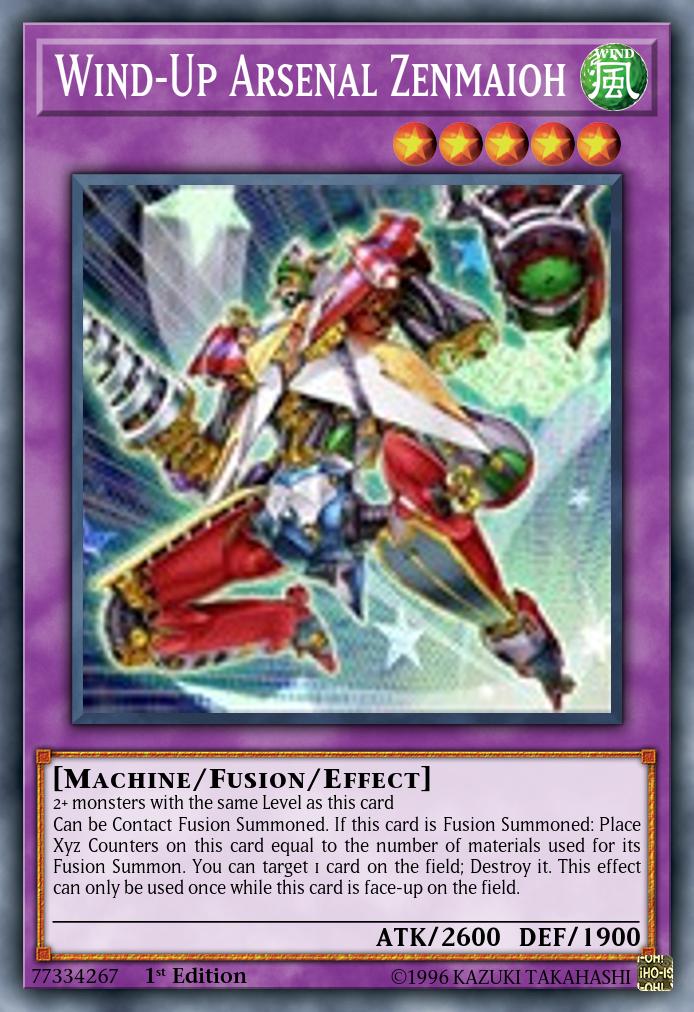 Wind-Up Arsenal Zenmaioh
WIND
風
[Machine/Fusion/Effect]
2+ monsters with the same Level as this card
Can be Contact Fusion Summoned. If this card is Fusion Summoned: Place
Xyz Counters on this card equal to the number of materials used for its
Fusion Summon. You can target 1 card on the field; Destroy it. This effect
can only be used once while this card is face-up on the field.
ATK/2600 DEF/1900
77334267 1st Edition ©1996 KAZUKI TAKAHASHI